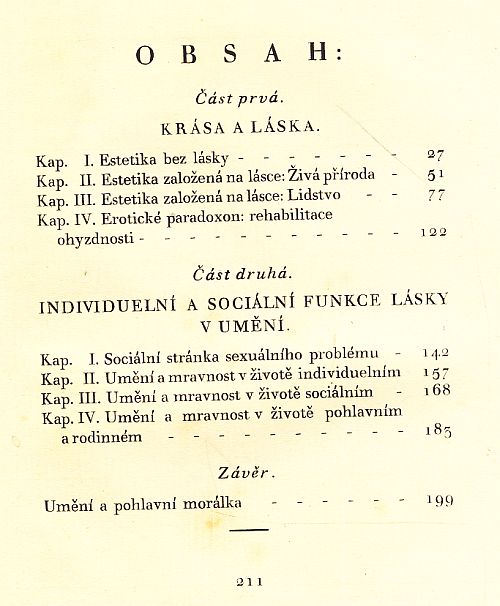 OBSAH:
Část prvá.
KRÁSA A LÁSKA.
Kap. I. Estetika bez lásky - - - - - - - 27
Kap. II. Estetika založená na lásce: Živá příroda - 51
Kap. III. Estetika založená na lásce: Lidstvo - - 77
Kap. IV. Erotické paradoxon: rehabilitace
ohyzdnosti - - - - - - - - - - - 122
Část druhá.
INDIVIDUELNÍ A SOCIÁLNÍ FUNKCE LÁSKY
V UMĚNÍ.
Kap. I. Sociální stránka sexuálního problému - 142
Kap. II. Umění a mravnost v životě individuelním 157
Kap. III. Umění a mravnost v životě sociálním - 168
Kap. IV. Umění a mravnost v životě pohlavním
a rodinném - - - - - - - - - - 185
Závěr.
Umění a pohlavní morálka - - - - - - 199
211